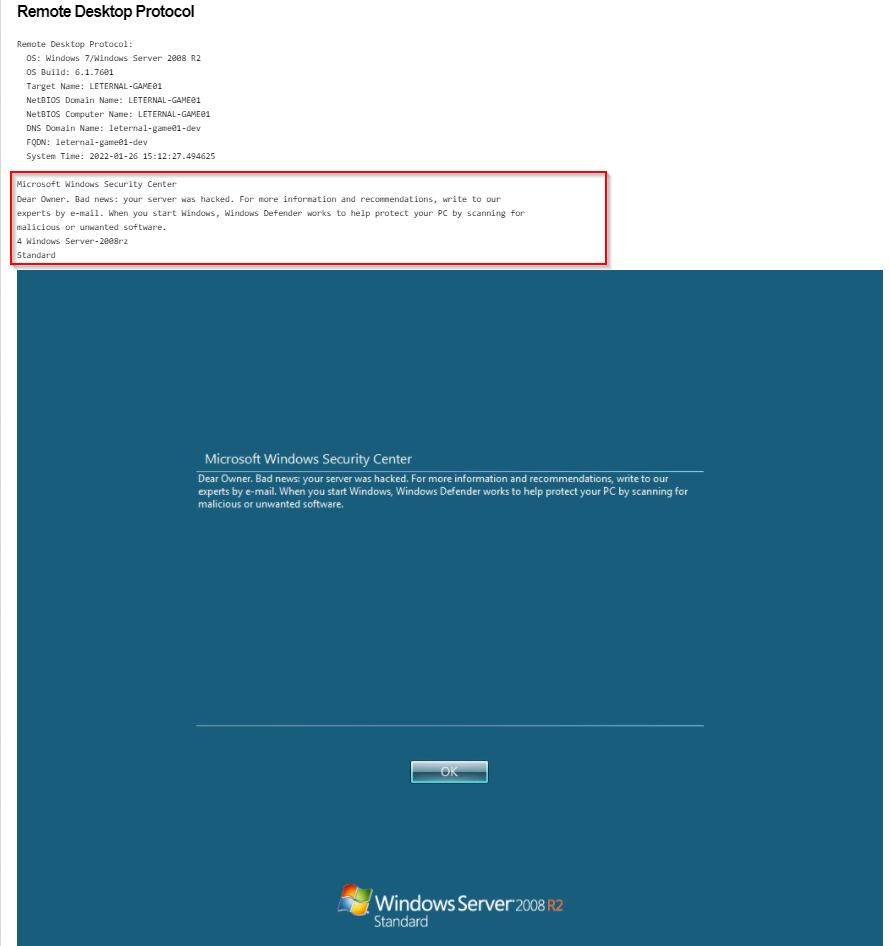 Remote Desktop Protocol
Remote Desktop Protocol:
OS: Windows 7/Windows Server 2008 R2
OS Build: 6.1.7601
Target Name: LETERNAL-GAME01
NetBIOS Domain Name: LETERNAL-GAME01
NetBIOS Computer Name: LETERNAL-GAME01
DNS Domain Name: leternal-game01-dev
FQDN: leternal-game01-dev
System Time: 2022-01-26 15:12:27.494625
Microsoft Windows Security Center
Dear Owner. Bad news: your server was hacked. For more information and recommendations, write to our
experts by e-mail. When you start Windows, Windows Defender works to help protect your PC by scanning for
malicious or unwanted software.
4 Windows Server-2008rz
Standard
Microsoft Windows Security Center
Dear Owner. Bad news: your server was hacked. For more information and recommendations, write to our
experts by e-mail. When you start Windows, Windows Defender works to help protect your PC by scanning for
malicious or unwanted software.
OK
Windows Server 2008 R2
Standard